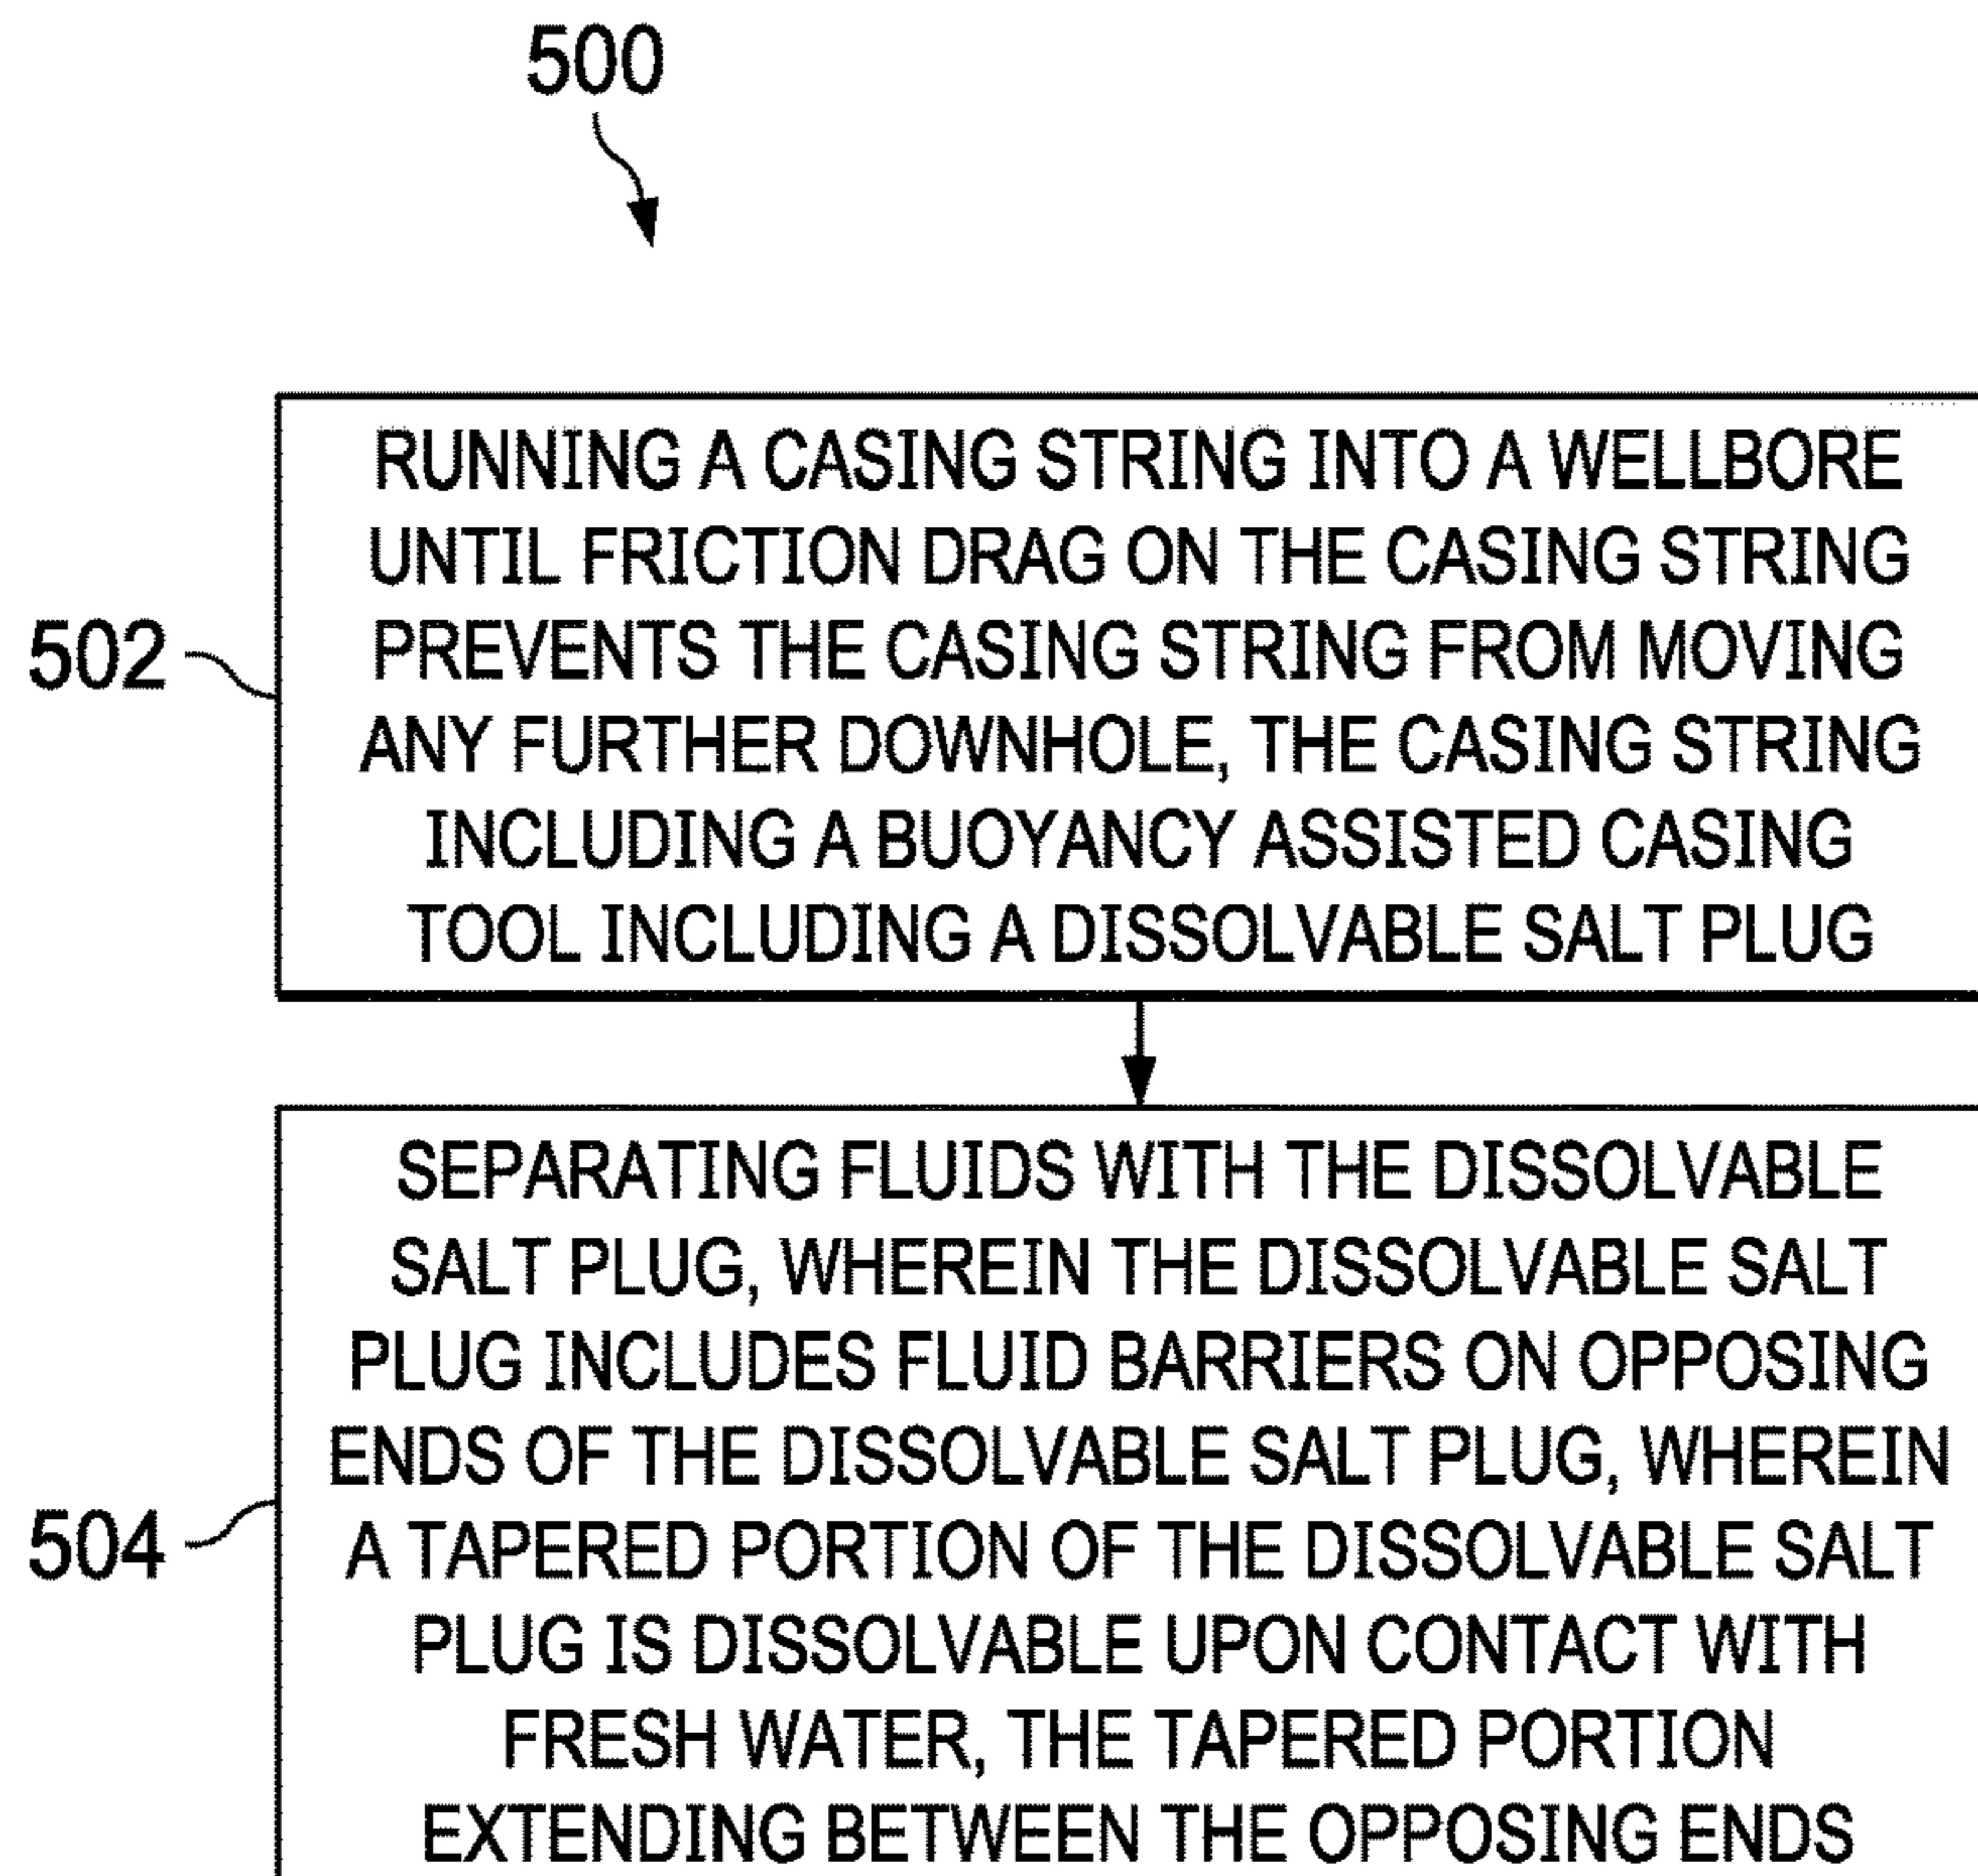 500
502
RUNNING A CASING STRING INTO A WELLBORE
UNTIL FRICTION DRAG ON THE CASING STRING
PREVENTS THE CASING STRING FROM MOVING
ANY FURTHER DOWNHOLE, THE CASING STRING
INCLUDING A BUOYANCY ASSISTED CASING
TOOL INCLUDING A DISSOLVABLE SALT PLUG
504
SEPARATING FLUIDS WITH THE DISSOLVABLE
SALT PLUG, WHEREIN THE DISSOLVABLE SALT
PLUG INCLUDES FLUID BARRIERS ON OPPOSING
ENDS OF THE DISSOLVABLE SALT PLUG, WHEREIN
A TAPERED PORTION OF THE DISSOLVABLE SALT
PLUG IS DISSOLVABLE UPON CONTACT WITH
FRESH WATER, THE TAPERED PORTION
EXTENDING BETWEEN THE OPPOSING ENDS